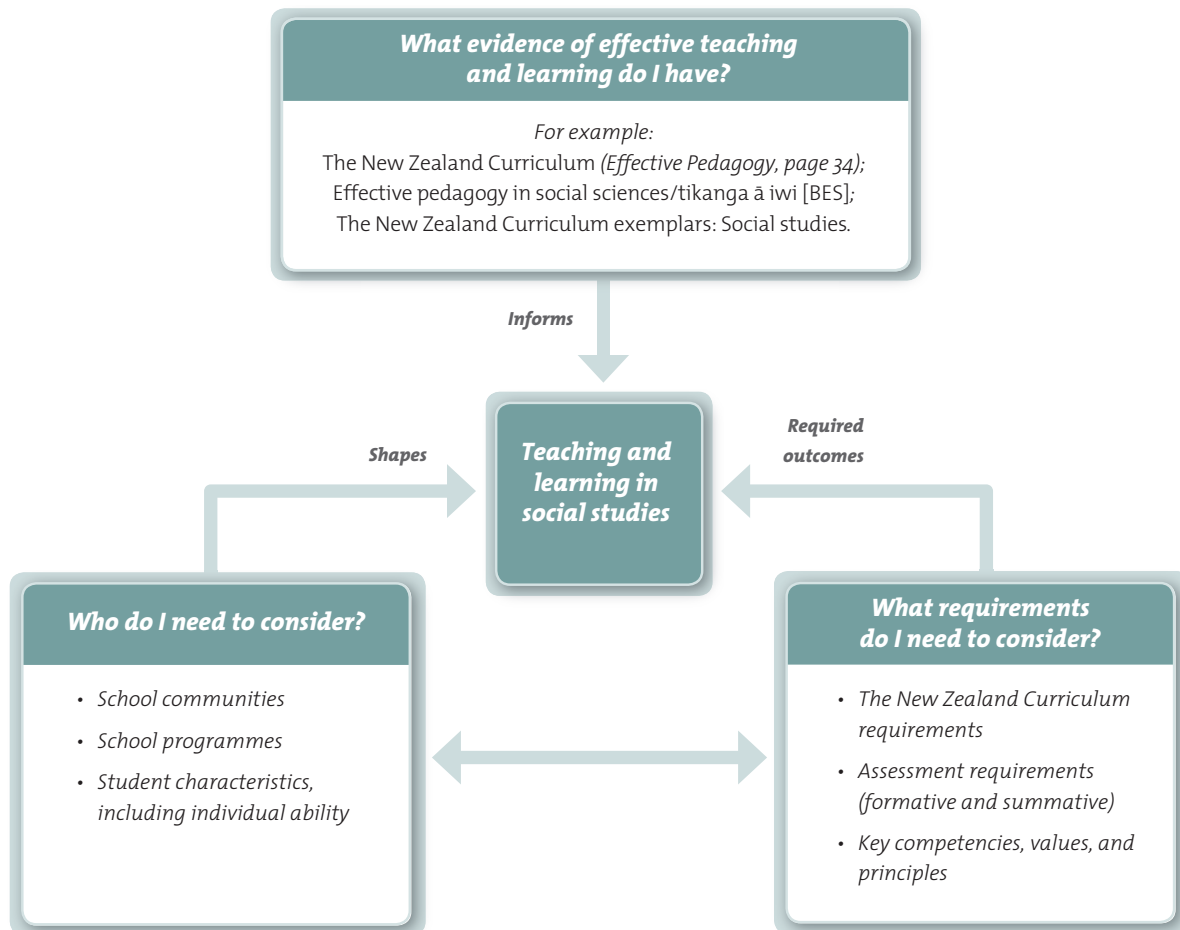 What evidence of effective teaching
and learning do I have?
For example:
The New Zealand Curriculum (Effective Pedagogy, page 34);
Effective pedagogy in social sciences/tikanga ā iwi [BES];
The New Zealand Curriculum exemplars: Social studies.
Informs
Shapes
Teaching and
learning in
social studies
Required
outcomes
Who do I need to consider?
• School communities
• School programmes
• Student characteristics,
including individual ability
What requirements
do I need to consider?
• The New Zealand Curriculum
requirements
• Assessment requirements
(formative and summative)
• Key competencies, values, and
principles